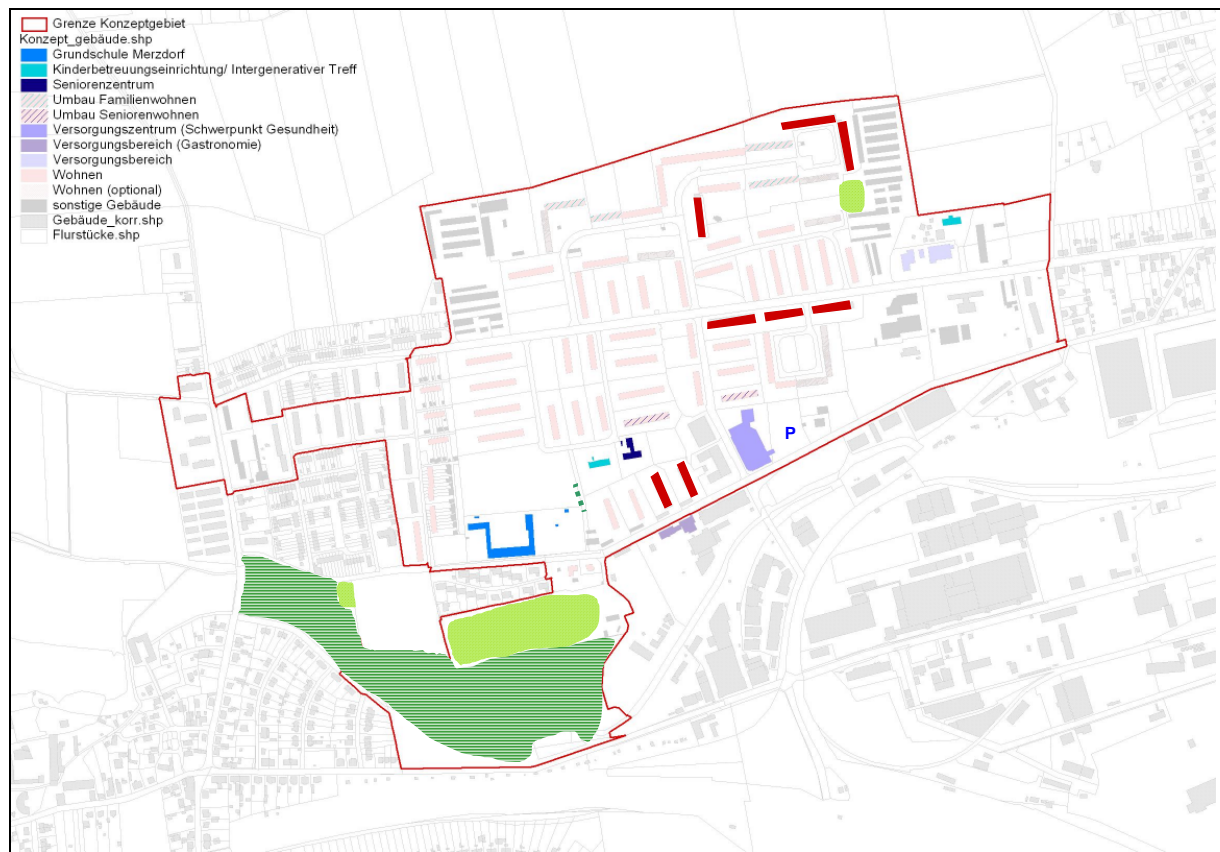 Grenze Konzeptgebiet
Konzept_gebäude.shp
Grundschule Merzdorf
Kinderbetreuungseinrichtung/ Intergenerativer Treff
Seniorenzentrum
Umbau Familienwohnen
Umbau Seniorenwohnen
Versorgungszentrum (Schwerpunkt Gesundheit)
Versorgungsbereich (Gastronomie)
Versorgungsbereich
Wohnen
Wohnen (optional)
sonstige Gebäude
Gebäude_korr.shp
Flurstücke.shp
P